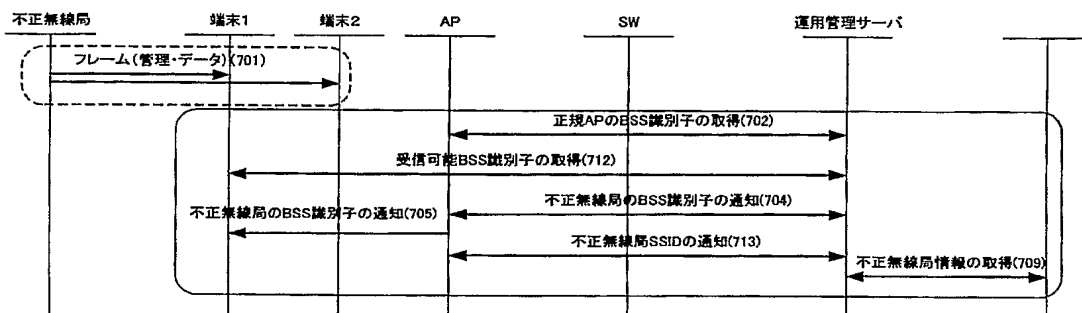 不正無線局
端末1
端末2
AP
SW
運用管理サーバ
フレーム(管理・データ)(701)
正規APのBSS識別子の取得(702)
受信可能BSS識別子の取得(712)
不正無線局のBSS識別子の通知(705)
不正無線局のBSS識別子の通知(704)
不正無線局SSIDの通知(713)
不正無線局情報の取得(709)